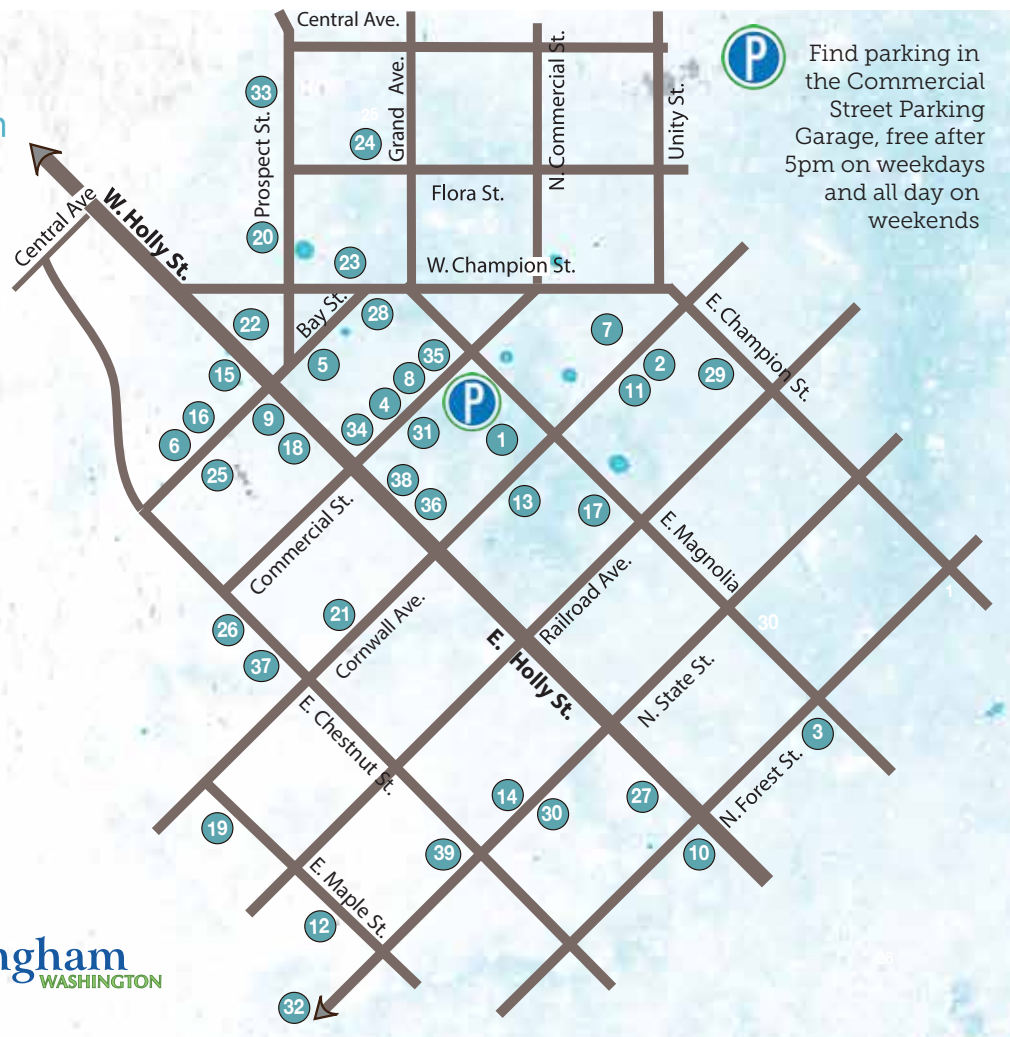 Central Ave.
N. Commercial St.
Find parking in
the Commercial
Street Parking
Garage, free after
5pm on weekdays
and all day on
weekends
P
33
Prospect St.
25
Grand Ave.
Unity St.
24
Flora St.
Central Ave
W. Holly St.
20
23
W. Champion St.
22
Bay St.
28
7
E. Champion St.
5
35
2
29
15
8
11
16
9
4
P
6
34
31
1
18
25
38
36
13
17
Commercial St.
E. Magnolia
21
Cornwall Ave.
Railroad Ave.
1
30
26
37
E. Holly St.
N. State St.
E. Chestnut St.
3
14
30
27
N. Forest St.
19
39
10
E. Maple St.
12
ngham
WASHINGTON
32